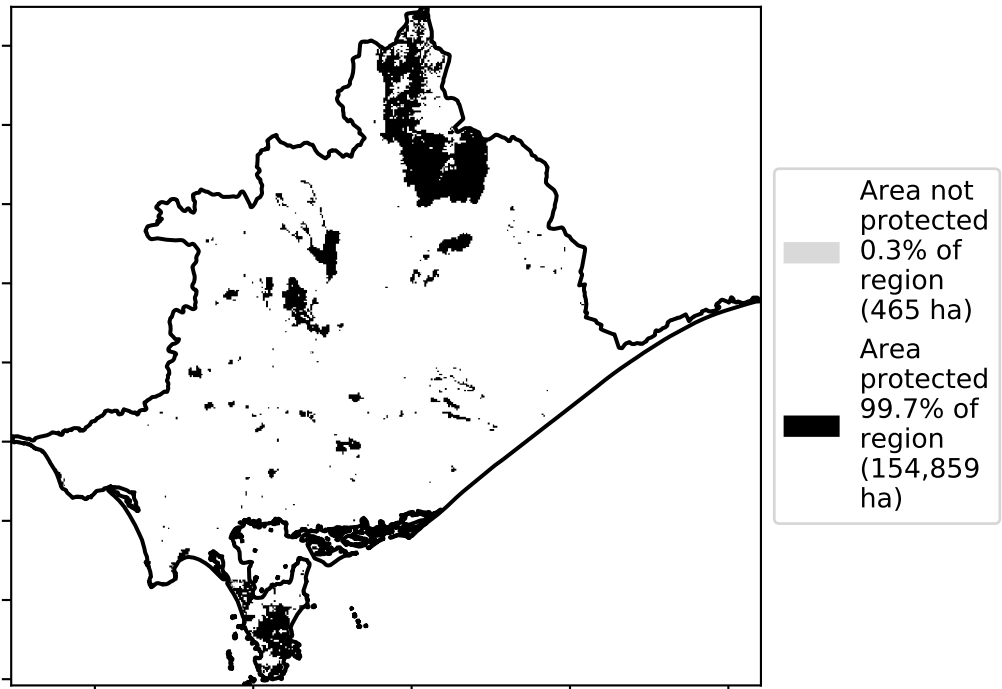 Area not
protected
0.3% of
region
(465 ha)
Area
protected
99.7% of
region
(154,859
ha)